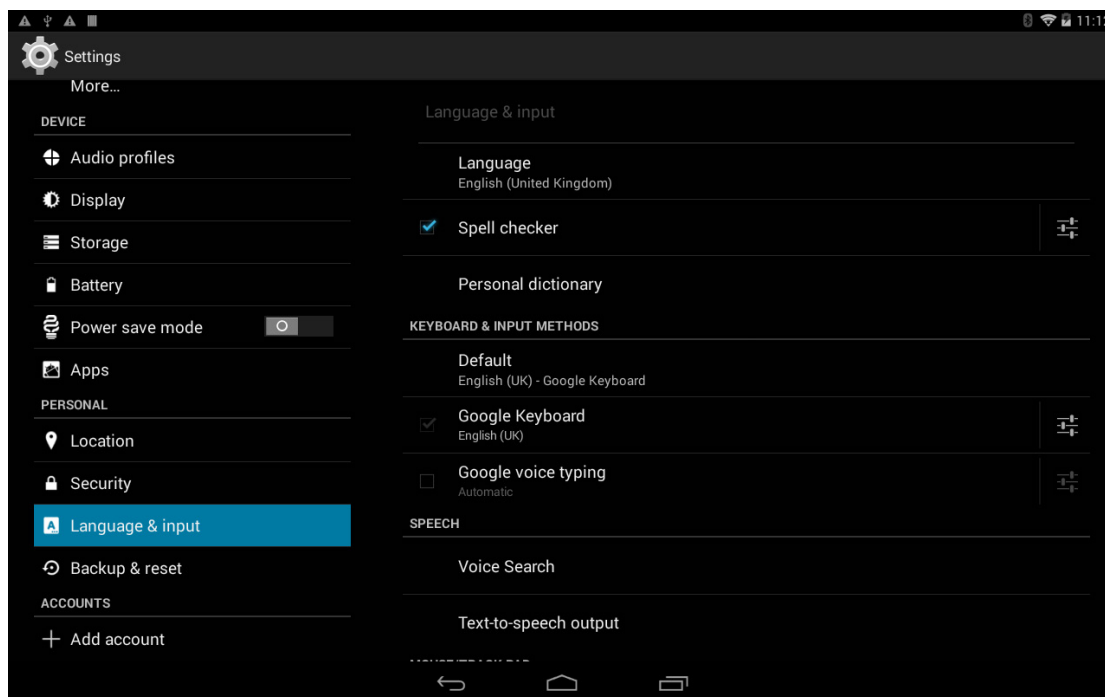 11:12
Settings
More...
DEVICE
Audio profiles
Display
Storage
Battery
Power save mode
Apps
PERSONAL
Location
Security
Language & input
Backup & reset
ACCOUNTS
Add account
Language & input
Language
English (United Kingdom)
Spell checker
Personal dictionary
KEYBOARD & INPUT METHODS
Default
English (UK) - Google Keyboard
Google Keyboard
English (UK)
Google voice typing
Automatic
SPEECH
Voice Search
Text-to-speech output